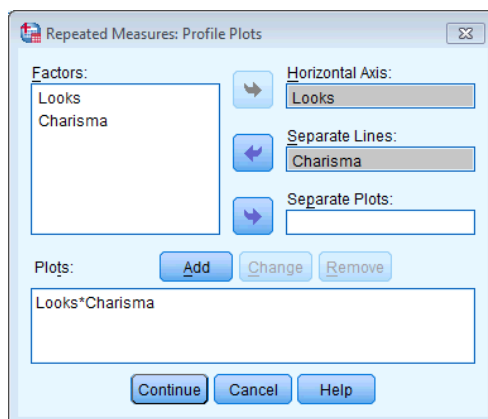 Repeated Measures: Profile Plots
Factors:
Looks
Charisma
Horizontal Axis:
Looks
Separate Lines:
Charisma
Separate Plots:
Plots:
Add
Change
Remove
Looks*Charisma
Continue
Cancel
Help